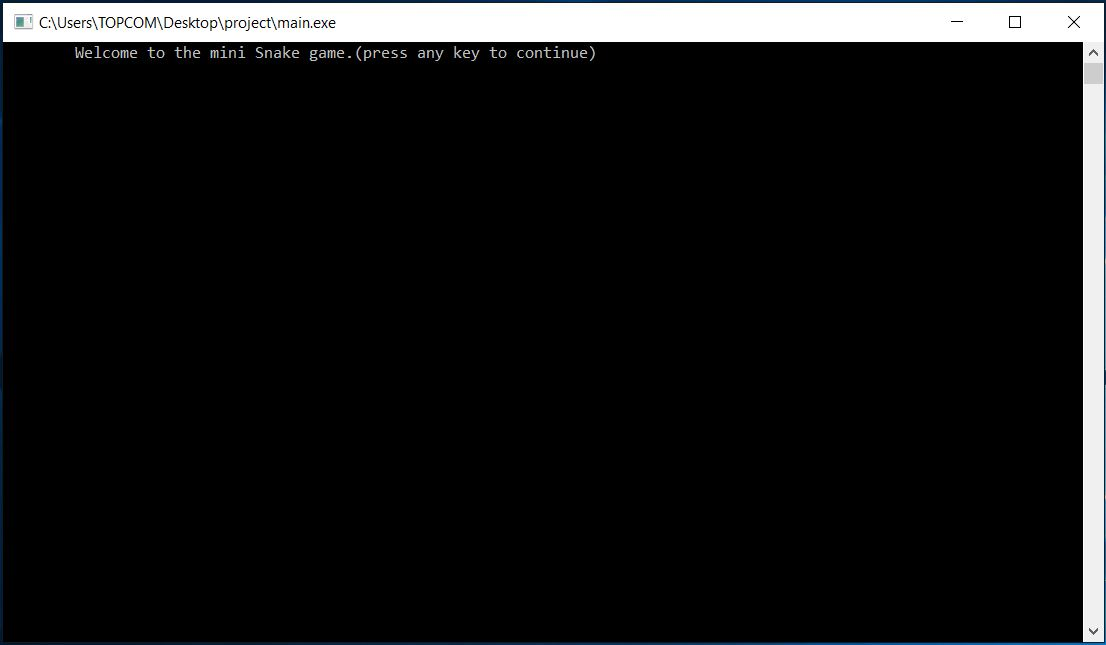 C:\Users\TOPCOM\Desktop\project\main.exe
Welcome to the mini Snake game.(press any key to continue)